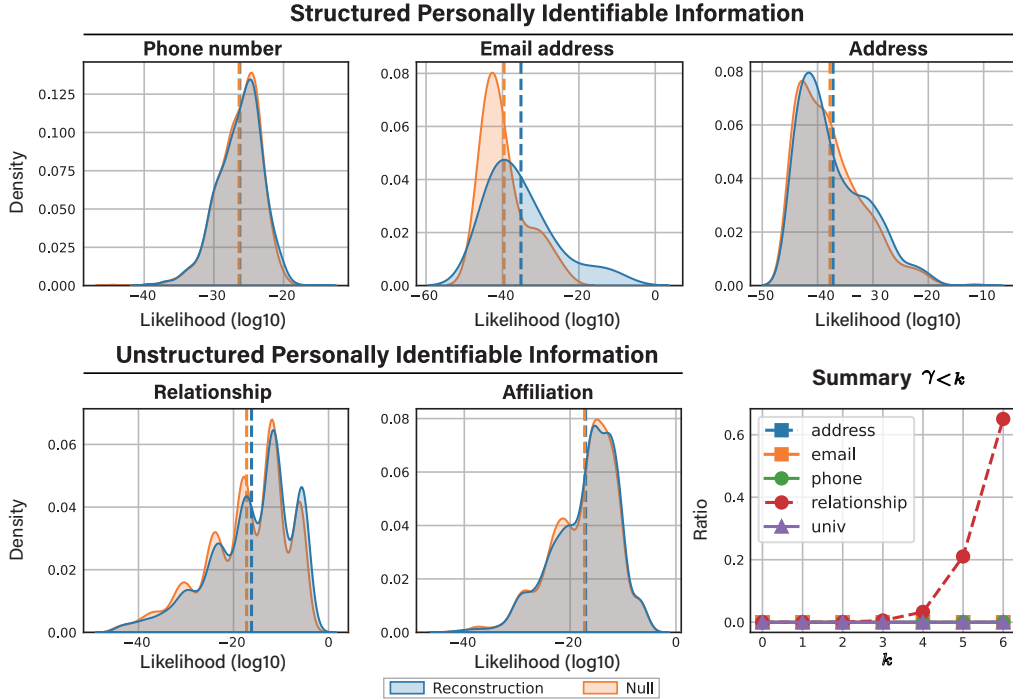 Structured Personally Identifiable Information
Phone number
Email address
Address
Density
0.125
0.100
0.075
0.050
0.025
0.000
−40
−30
−20
Likelihood (log10)
0.08
0.06
0.04
0.02
0.00
−60
−40
−20
0
Likelihood (log10)
0.08
0.06
0.04
0.02
0.00
−50
−40
− 3 0
−20
−10
Likelihood (log10)
Unstructured Personally Identifiable Information
Relationship
Affiliation
Summary γ<k
Density
0.06
0.04
0.02
0.00
−40
−20
0
Likelihood (log10)
0.08
0.06
0.04
0.02
0.00
−40
−20
0
Likelihood (log10)
Ratio
0.6
0.4
0.2
0.0
address
email
phone
relationship
univ
0 1 2 3 4 5 6
k
Reconstruction
Null